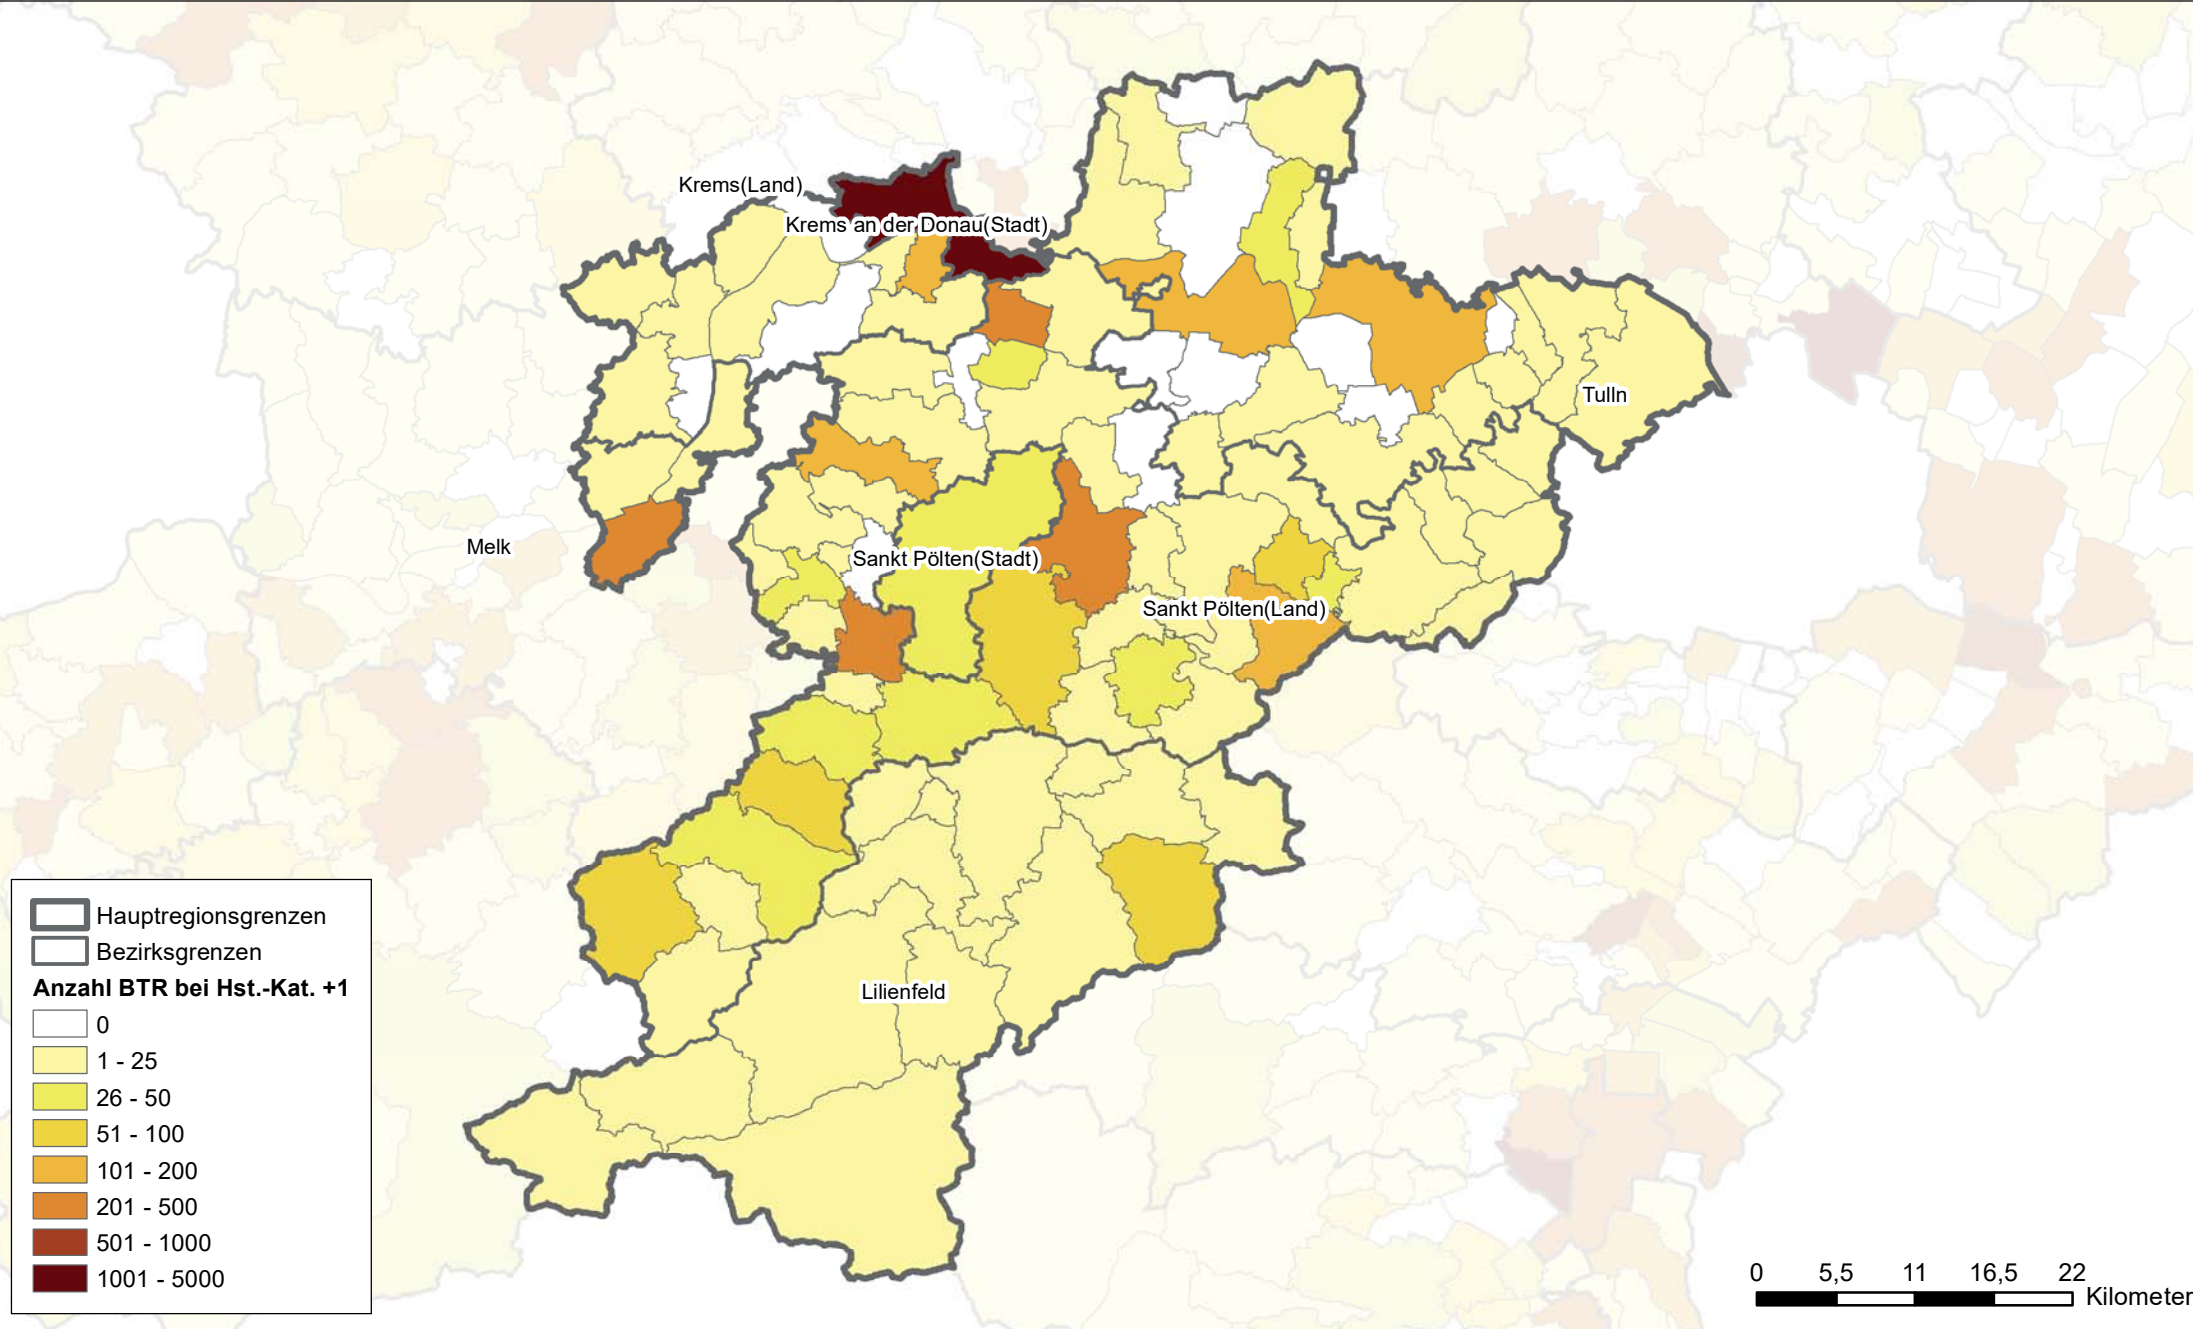 Krems(Land)
Krems an der Donau(Stadt)
Tulln
Melk
Sankt Pölten(Stadt)
Sankt Pölten(Land)
Lilienfeld
Hauptregionsgrenzen
Bezirksgrenzen
Anzahl BTR bei Hst.-Kat. +1
0
1 - 25
26 - 50
51 - 100
101 - 200
201 - 500
501 - 1000
1001 - 5000
0 5,5 11 16,5 22
Kilometer